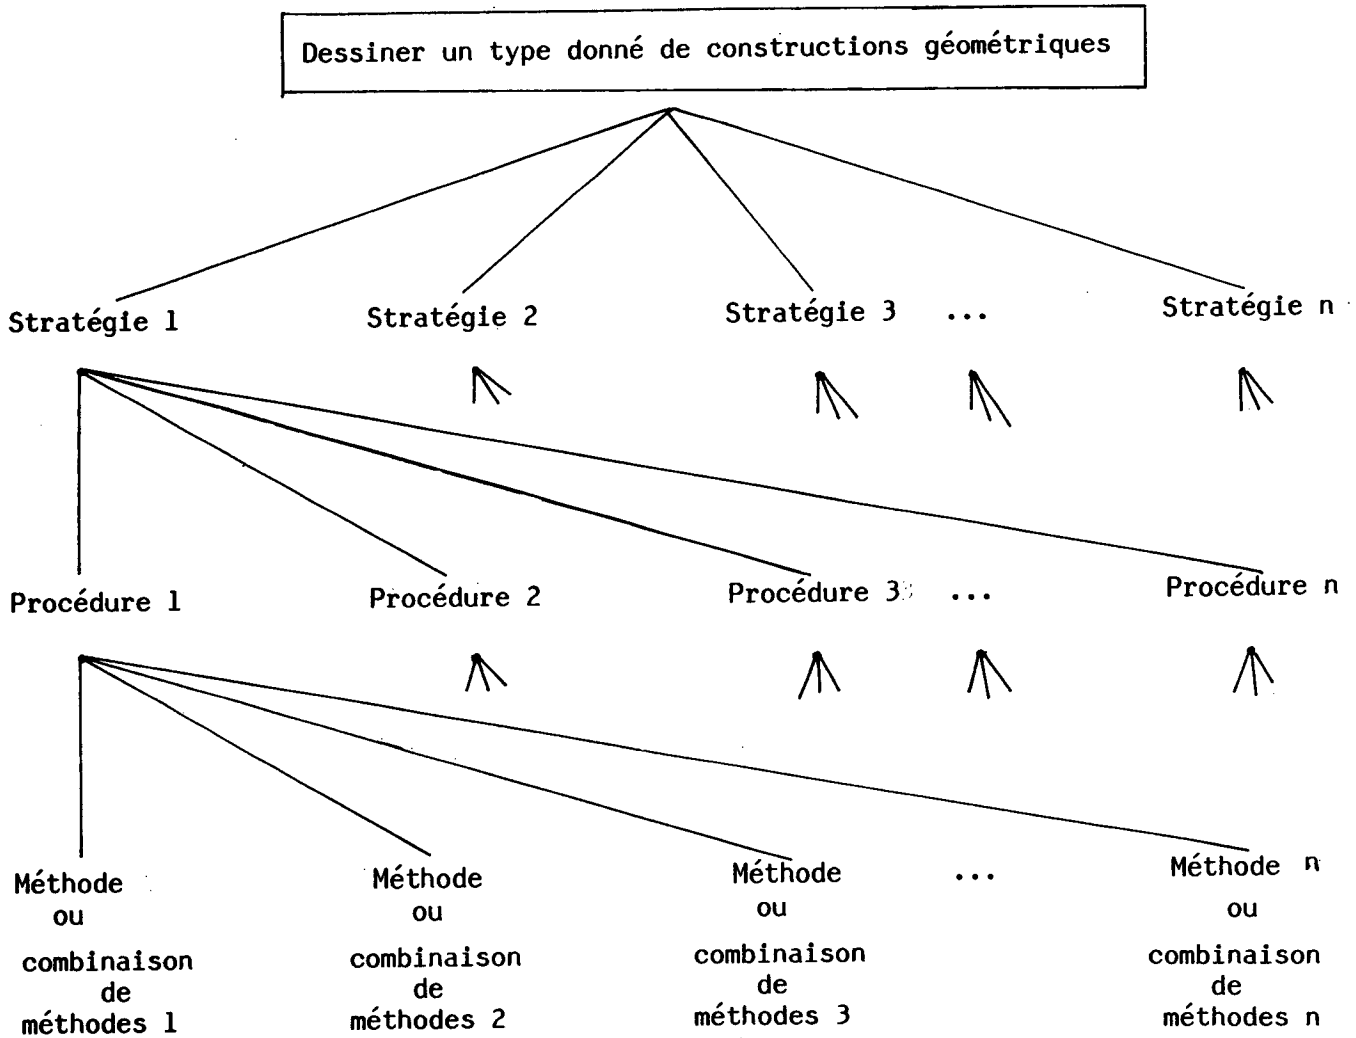 Dessiner un type donné de constructions géométriques
Stratégie 1 Stratégie 2 Stratégie 3 ... Stratégie n
Procédure 1 Procédure 2 Procédure 3 ... Procédure n
Méthode Méthode Méthode ... Méthode n
ou ou ou ou
combinaison combinaison combinaison combinaison
de de de de
méthodes 1 méthodes 2 méthodes 3 méthodes n